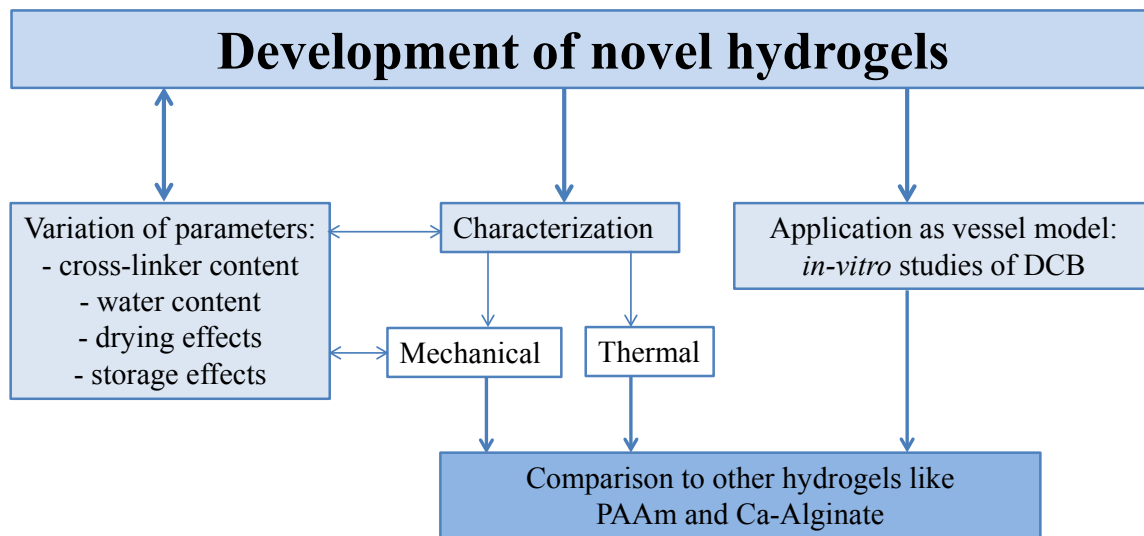 Development of novel hydrogels
Variation of parameters:
- cross-linker content
- water content
- drying effects
- storage effects
Characterization
Mechanical
Thermal
Application as vessel model:
in-vitro studies of DCB
Comparison to other hydrogels like
PAAm and Ca-Alginate